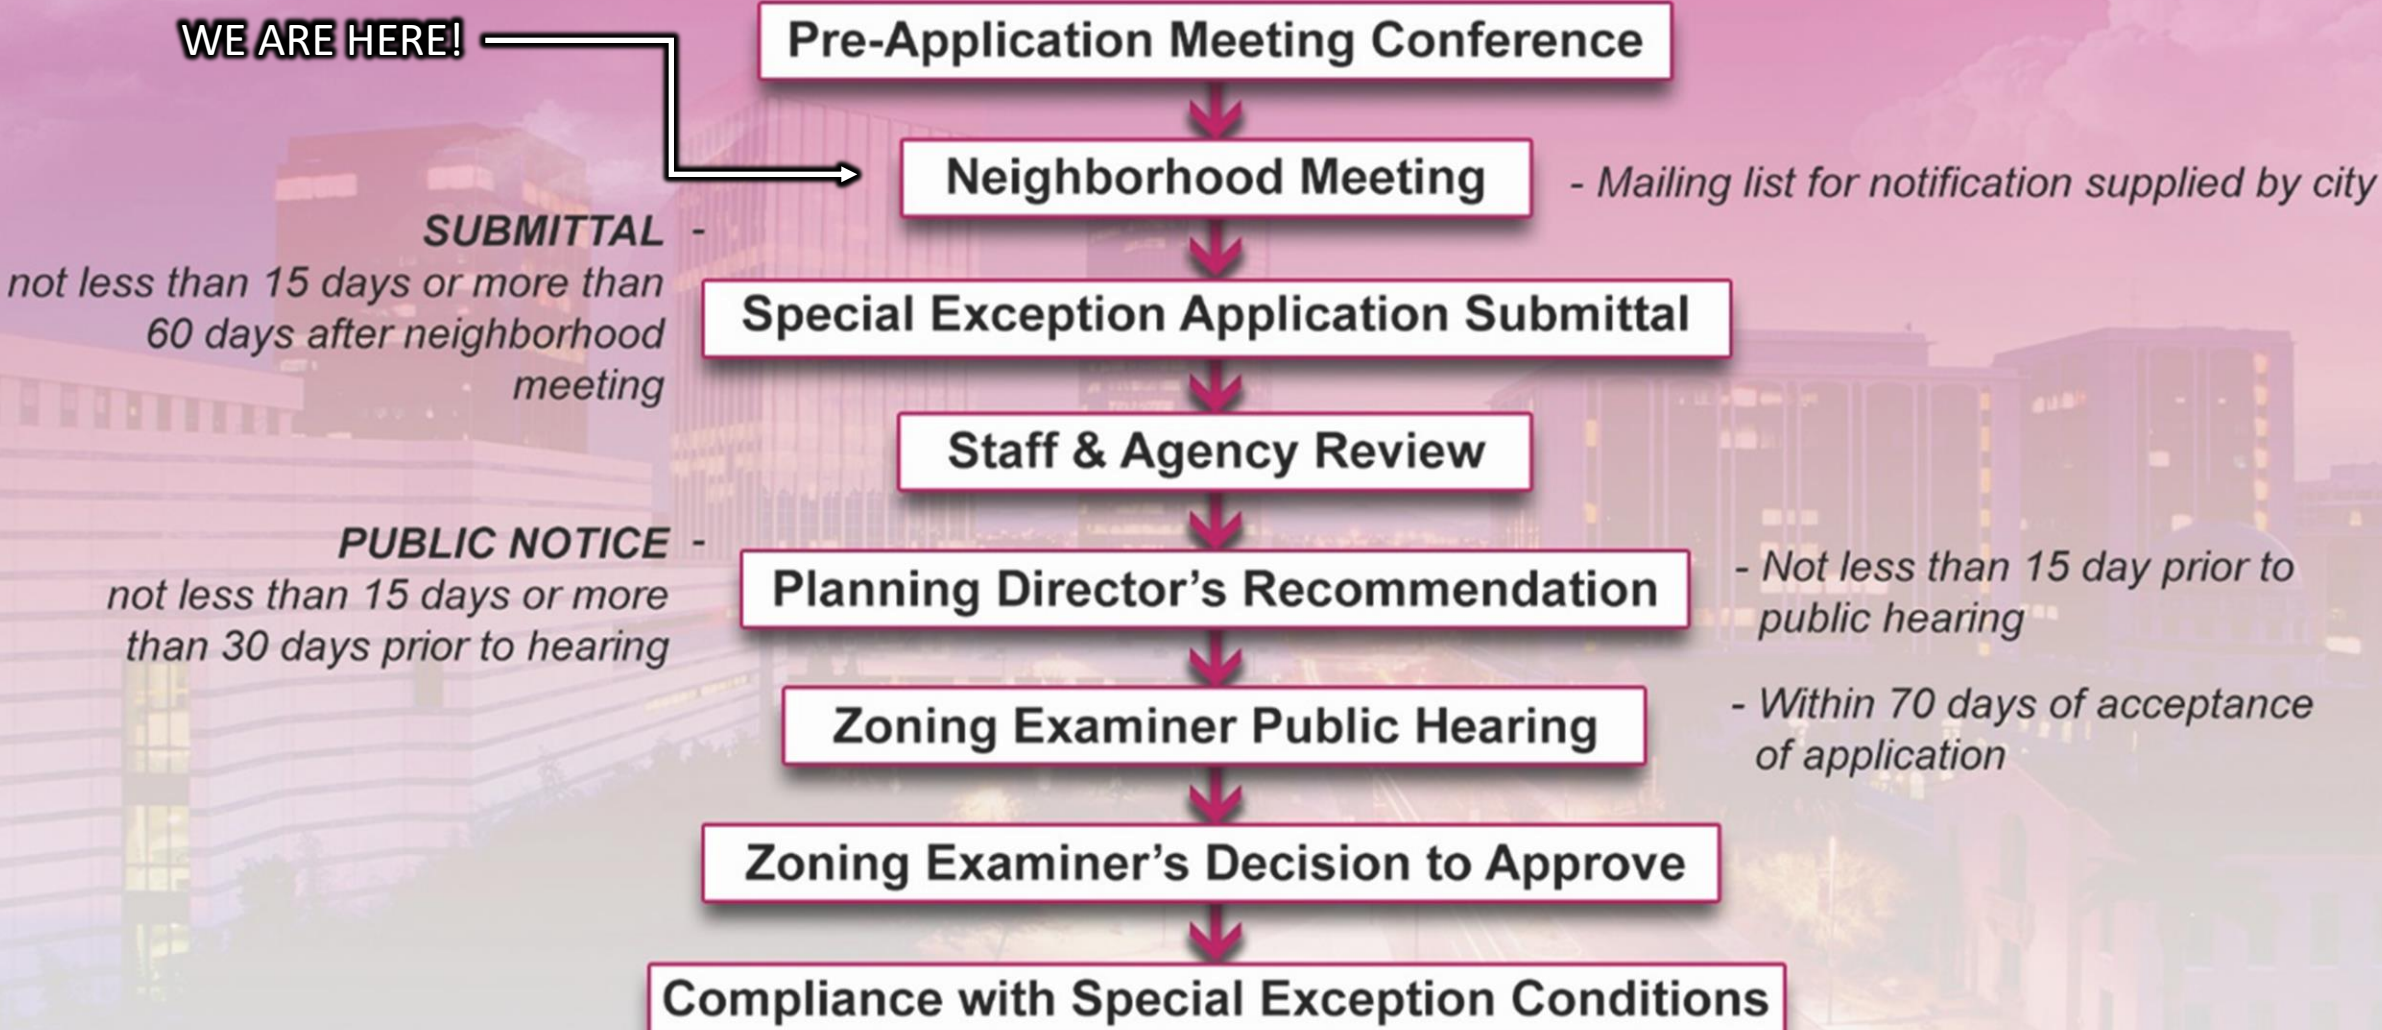 WE ARE HERE!
Pre-Application Meeting Conference
Neighborhood Meeting
- Mailing list for notification supplied by city
SUBMITTAL -
not less than 15 days or more than
60 days after neighborhood
meeting
Special Exception Application Submittal
Staff & Agency Review
PUBLIC NOTICE -
not less than 15 days or more
than 30 days prior to hearing
Planning Director’s Recommendation
- Not less than 15 day prior to
public hearing
Zoning Examiner Public Hearing
- Within 70 days of acceptance
of application
Zoning Examiner’s Decision to Approve
Compliance with Special Exception Conditions